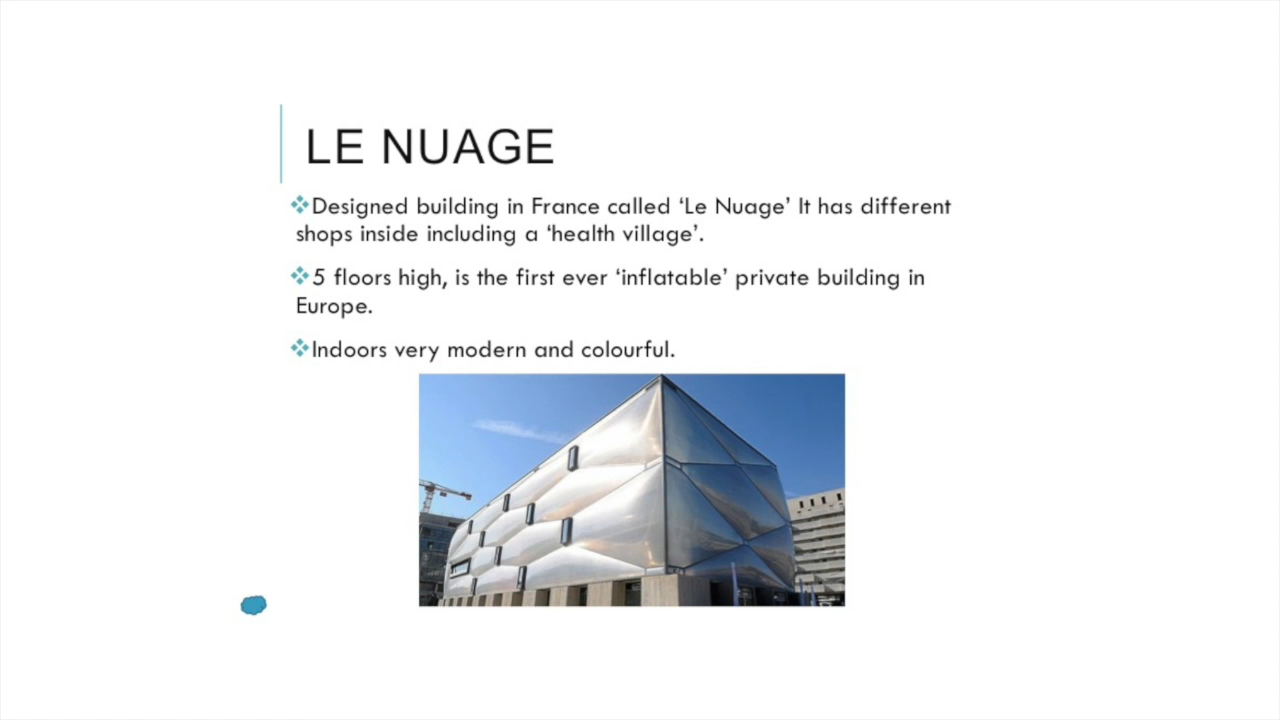 LE NUAGE
❖Designed building in France called ‘Le Nuage’ It has different
shops inside including a ‘health village’.
❖5 floors high, is the first ever ‘inflatable’ private building in
Europe.
❖Indoors very modern and colourful.